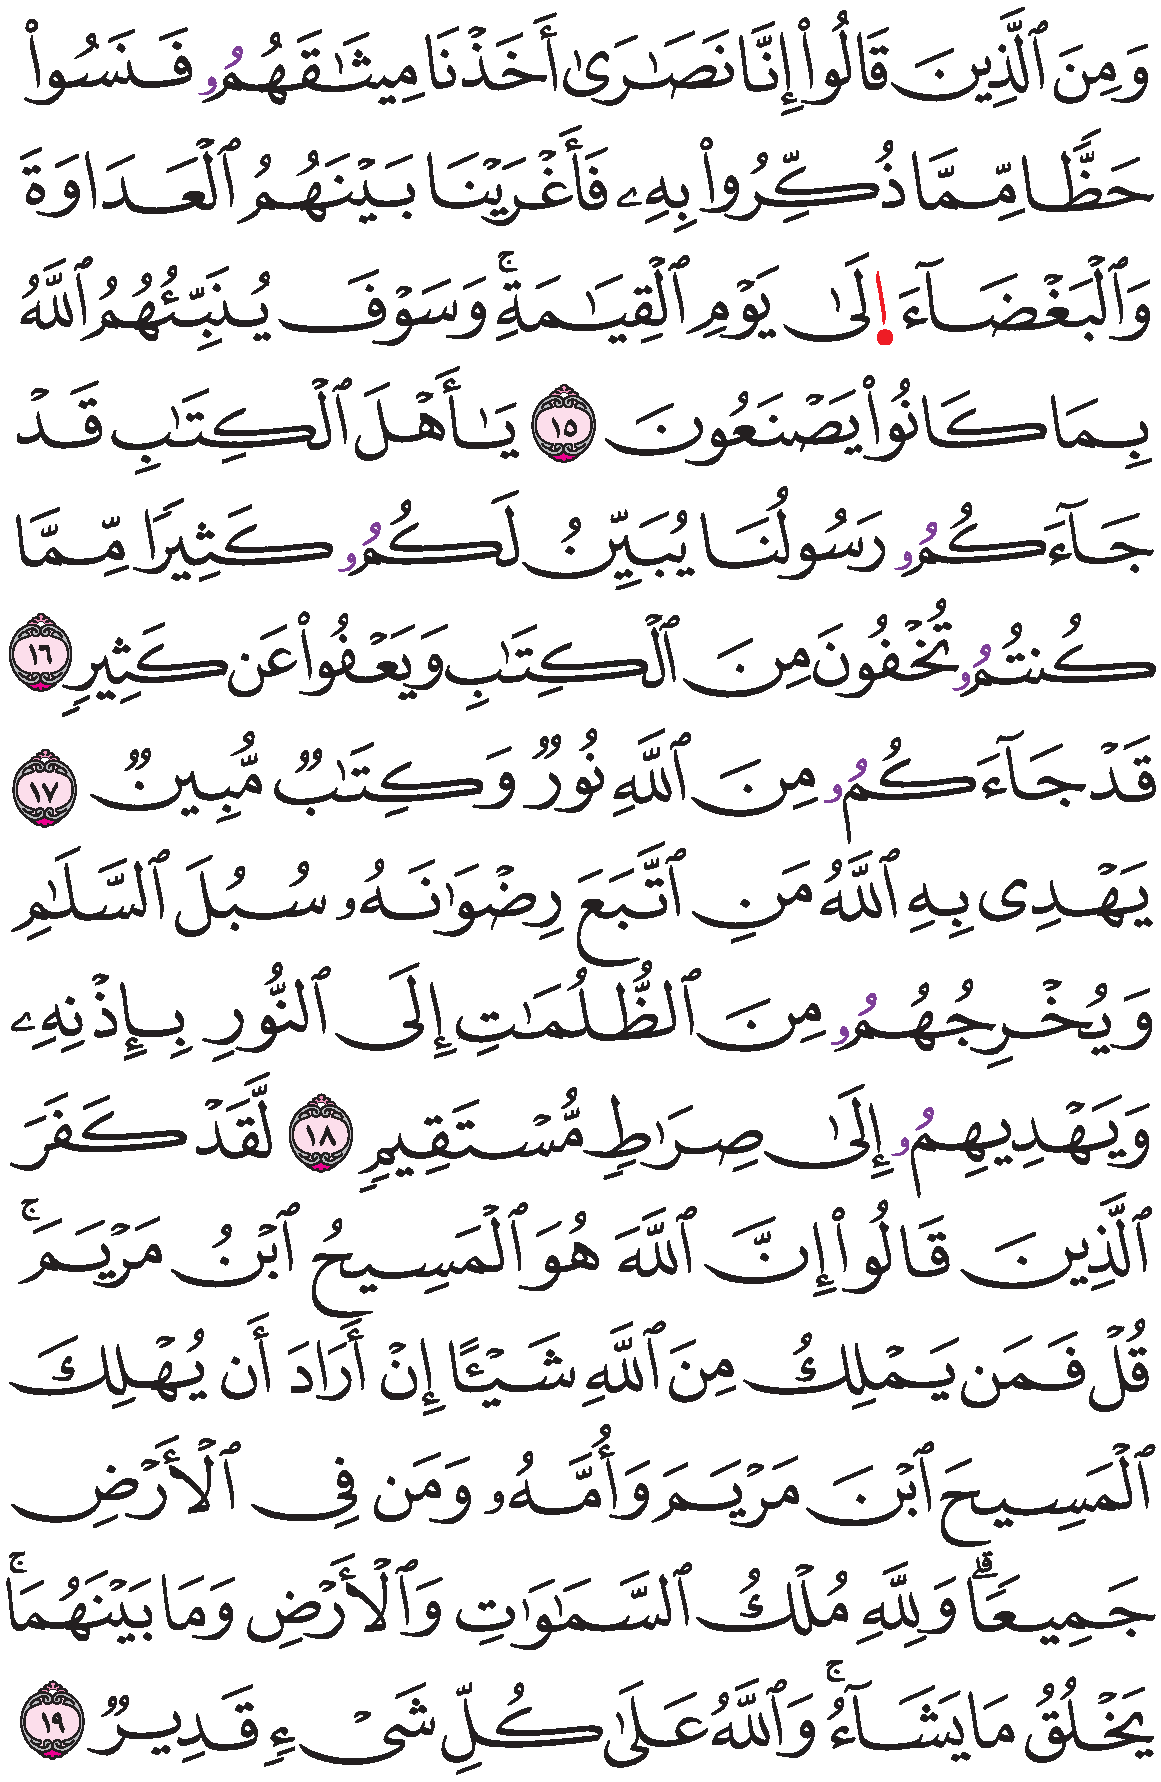 وَمِنَ ٱلَّذِينَ قَالُوٓا۟ إِنَّا نَصَٰرَىٰ أَخَذْنَا مِيثَٰقَهُمُۥ فَنَسُوا۟
حَظًّا مِّمَّا ذُكِّرُوا۟ بِهِۦ فَأَغْرَيْنَا بَيْنَهُمُ ٱلْعَدَاوَةَ
وَٱلْبَغْضَآءَ ا۪لَىٰ يَوْمِ ٱلْقِيَٰمَةِۚ وَسَوْفَ يُنَبِّئُهُمُ ٱللَّهُ
بِمَا كَانُوا۟ يَصْنَعُونَ ١٥ يَٰٓأَهْلَ ٱلْكِتَٰبِ قَدْ
جَآءَكُمُۥ رَسُولُنَا يُبَيِّنُ لَكُمُۥ كَثِيرًا مِّمَّا
كُنتُمُۥ تُخْفُونَ مِنَ ٱلْكِتَٰبِ وَيَعْفُوا۟ عَن كَثِيرٍ ١٦
قَدْ جَآءَكُمُۥ مِنَ ٱللَّهِ نُورٌ وَكِتَٰبٌ مُّبِينٌ ١٧
يَهْدِى بِهِ ٱللَّهُ مَنِ ٱتَّبَعَ رِضْوَٰنَهُۥ سُبُلَ ٱلسَّلَٰمِ
وَيُخْرِجُهُمُۥ مِنَ ٱلظُّلُمَٰتِ إِلَى ٱلنُّورِ بِإِذْنِهِۦ
وَيَهْدِيهِمُۥ إِلَىٰ صِرَٰطٍ مُّسْتَقِيمٍ ١٨ لَّقَدْ كَفَرَ
ٱلَّذِينَ قَالُوٓا۟ إِنَّ ٱللَّهَ هُوَ ٱلْمَسِيحُ ٱبْنُ مَرْيَمَۚ
قُلْ فَمَن يَمْلِكُ مِنَ ٱللَّهِ شَيْـًٔا إِنْ أَرَادَ أَن يُهْلِكَ
ٱلْمَسِيحَ ٱبْنَ مَرْيَمَ وَأُمَّهُۥ وَمَن فِى ٱلْأَرْضِ
جَمِيعًاۗ وَلِلَّهِ مُلْكُ ٱلسَّمَٰوَٰتِ وَٱلْأَرْضِ وَمَا بَيْنَهُمَاۚ
يَخْلُقُ مَا يَشَآءُۚ وَٱللَّهُ عَلَىٰ كُلِّ شَىْءٍ قَدِيرٌ ١٩